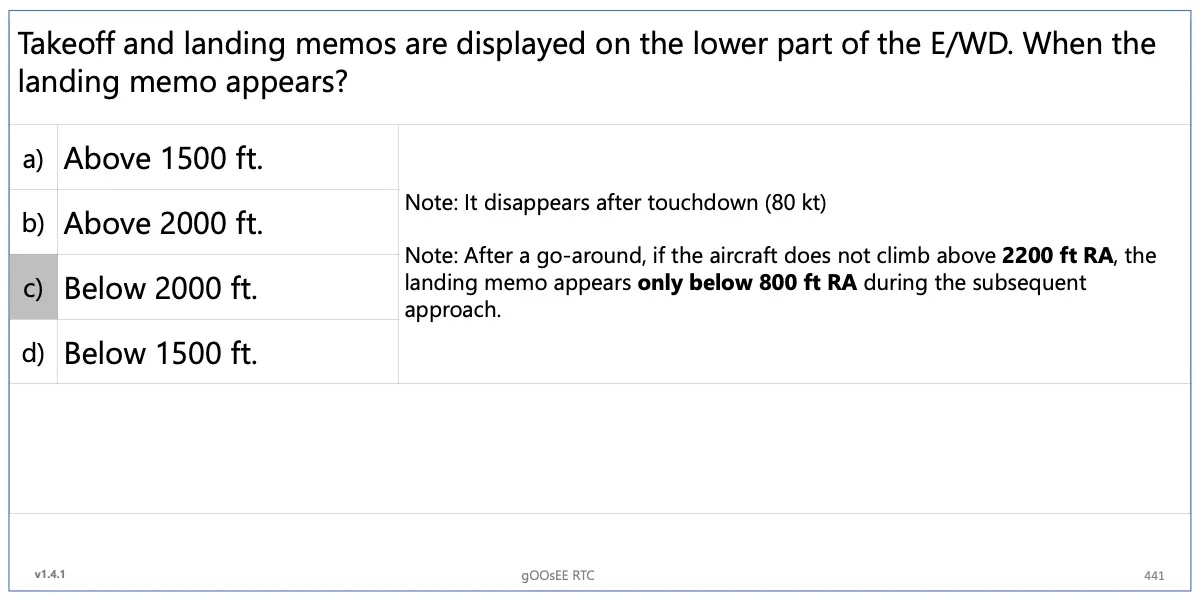 Takeoff and landing memos are displayed on the lower part of the E/WD. When the
landing memo appears?
a) Above 1500 ft.
b) Above 2000 ft.
c) Below 2000 ft.
d) Below 1500 ft.
Note: It disappears after touchdown (80 kt)
Note: After a go-around, if the aircraft does not climb above 2200 ft RA, the
landing memo appears only below 800 ft RA during the subsequent
approach.
v1.4.1
gOOsEE RTC
441